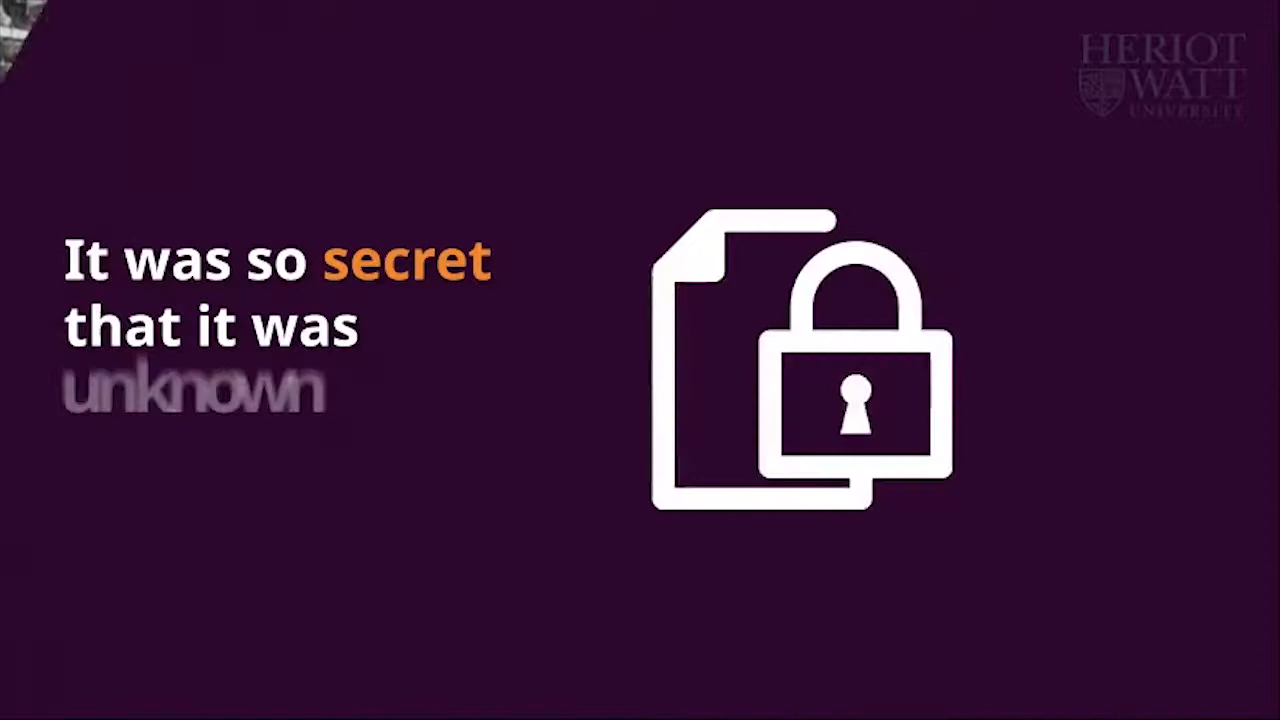 It was so secret
that it was
unknown
HERIOT
WATT
UNIVERSITY